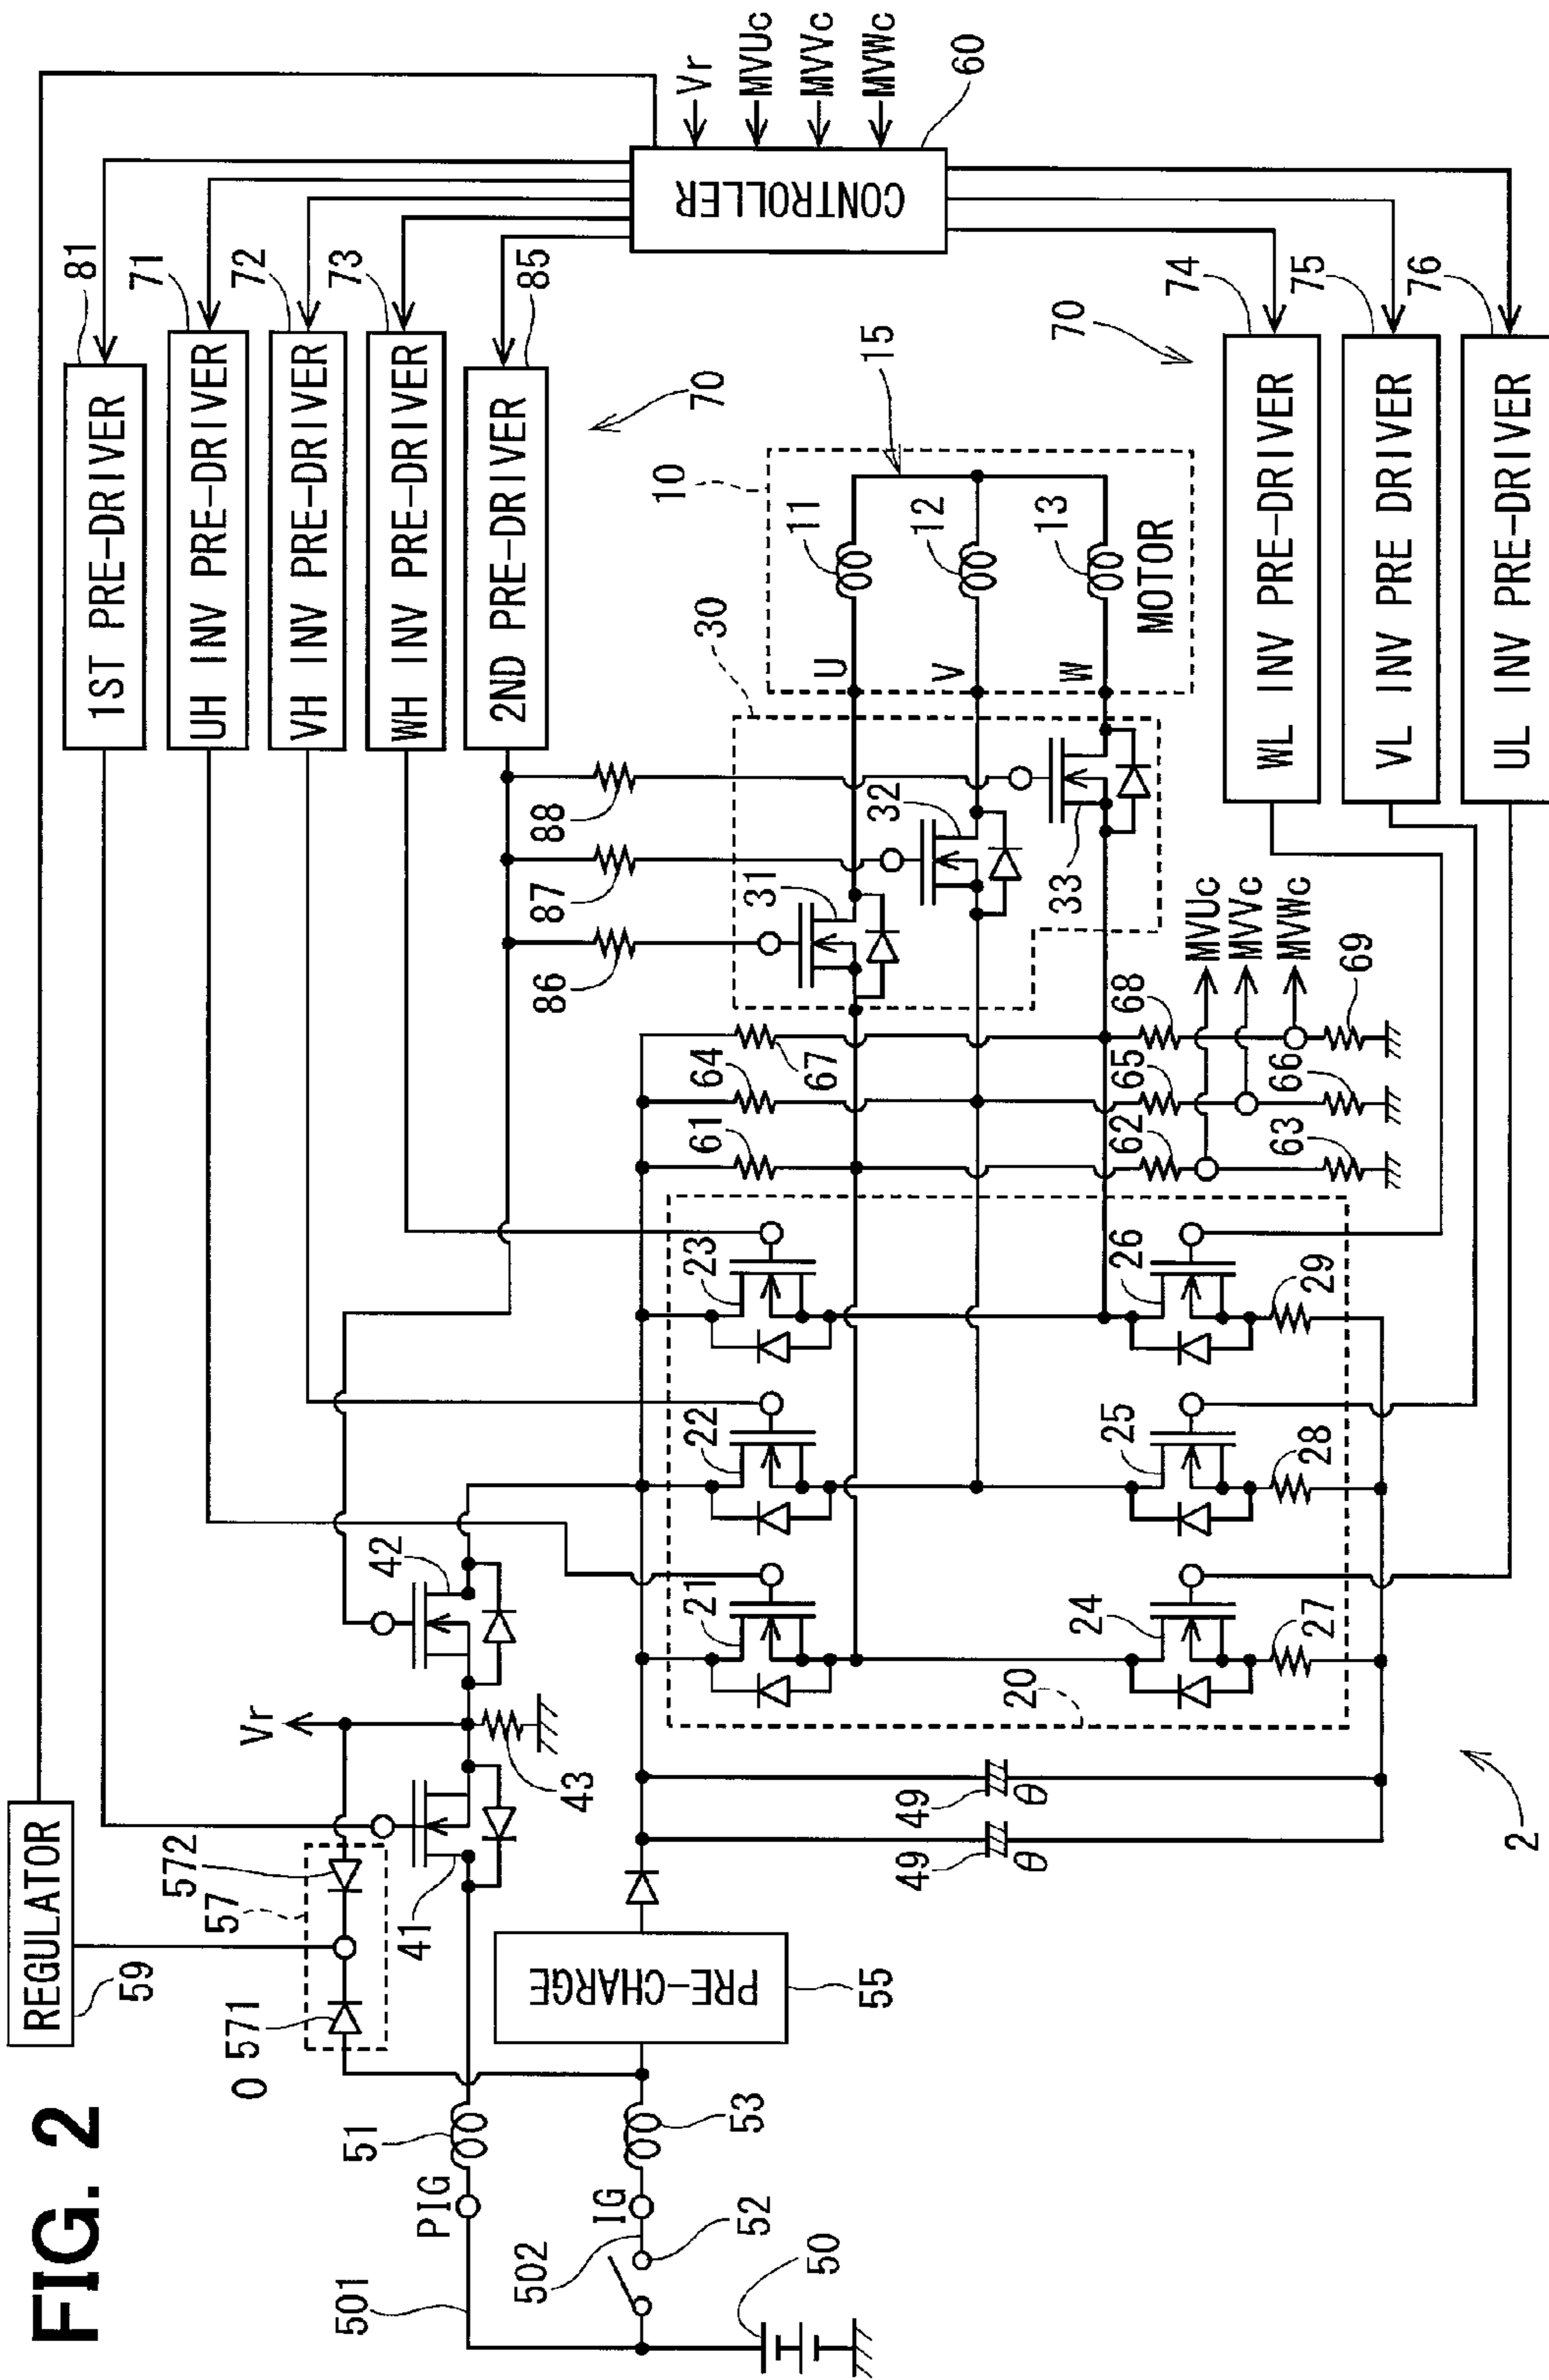 FIG. 2
REGULATOR
59
1ST PRE-DRIVER
81
UH INV PRE-DRIVER
71
VH INV PRE-DRIVER
72
WH INV PRE-DRIVER
73
2ND PRE-DRIVER
85
70
CONTROLLER
60
Vr
MVUc
MVVc
MVWc
0
571
57
572
Vr
41
42
43
PIG
51
501
IG
53
502
52
50
PRE-CHARGE
55
49
θ
49
θ
2
20
21
22
23
24
25
26
27
28
29
61
64
67
62
65
68
63
66
69
MVUc
MVVc
MVWc
86
87
88
30
31
32
33
10
11
12
13
15
U
V
W
MOTOR
70
WL INV PRE-DRIVER
74
VL INV PRE DRIVER
75
UL INV PRE-DRIVER
76